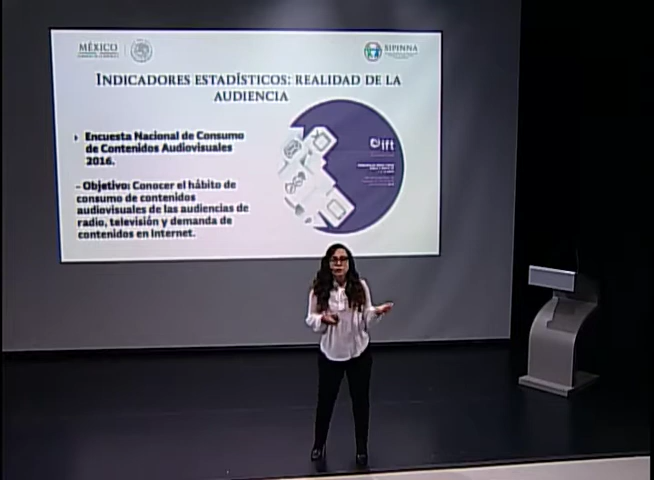 MÉXICO
SIPINNA
INDICADORES ESTADÍSTICOS: REALIDAD DE LA
AUDIENCIA
Encuesta Nacional de Consumo
de Contenidos Audiovisuales
2016.
ift
- Objetivo: Conocer el hábito de
consumo de contenidos
audiovisuales de las audiencias de
radio, televisión y demanda de
contenidos en Internet.